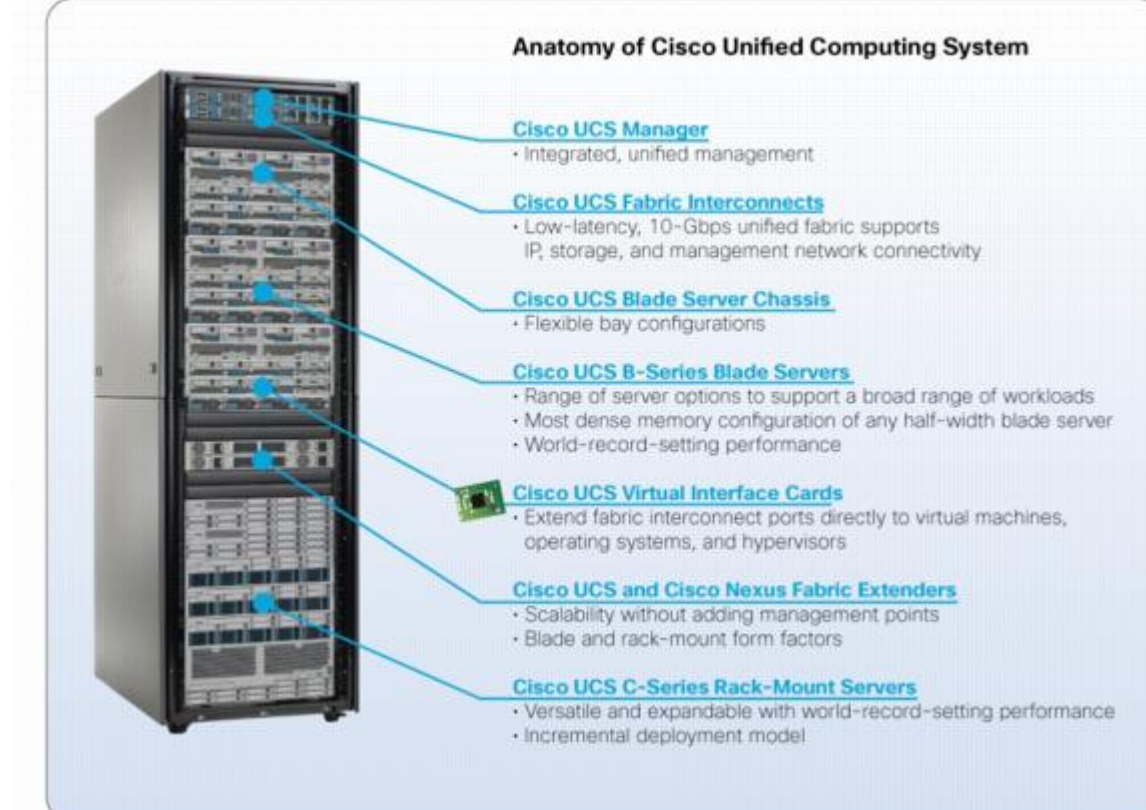 Anatomy of Cisco Unified Computing System
Cisco UCS Manager
· Integrated, unified management
Cisco UCS Fabric Interconnects
· Low-latency, 10-Gbps unified fabric supports
IP, storage, and management network connectivity
Cisco UCS Blade Server Chassis
· Flexible bay configurations
Cisco UCS B-Series Blade Servers
· Range of server options to support a broad range of workloads
· Most dense memory configuration of any half-width blade server
· World-record-setting performance
Cisco UCS Virtual Interface Cards
· Extend fabric interconnect ports directly to virtual machines,
operating systems, and hypervisors
Cisco UCS and Cisco Nexus Fabric Extenders
· Scalability without adding management points
· Blade and rack-mount form factors
Cisco UCS C-Series Rack-Mount Servers
· Versatile and expandable with world-record-setting performance
· Incremental deployment model